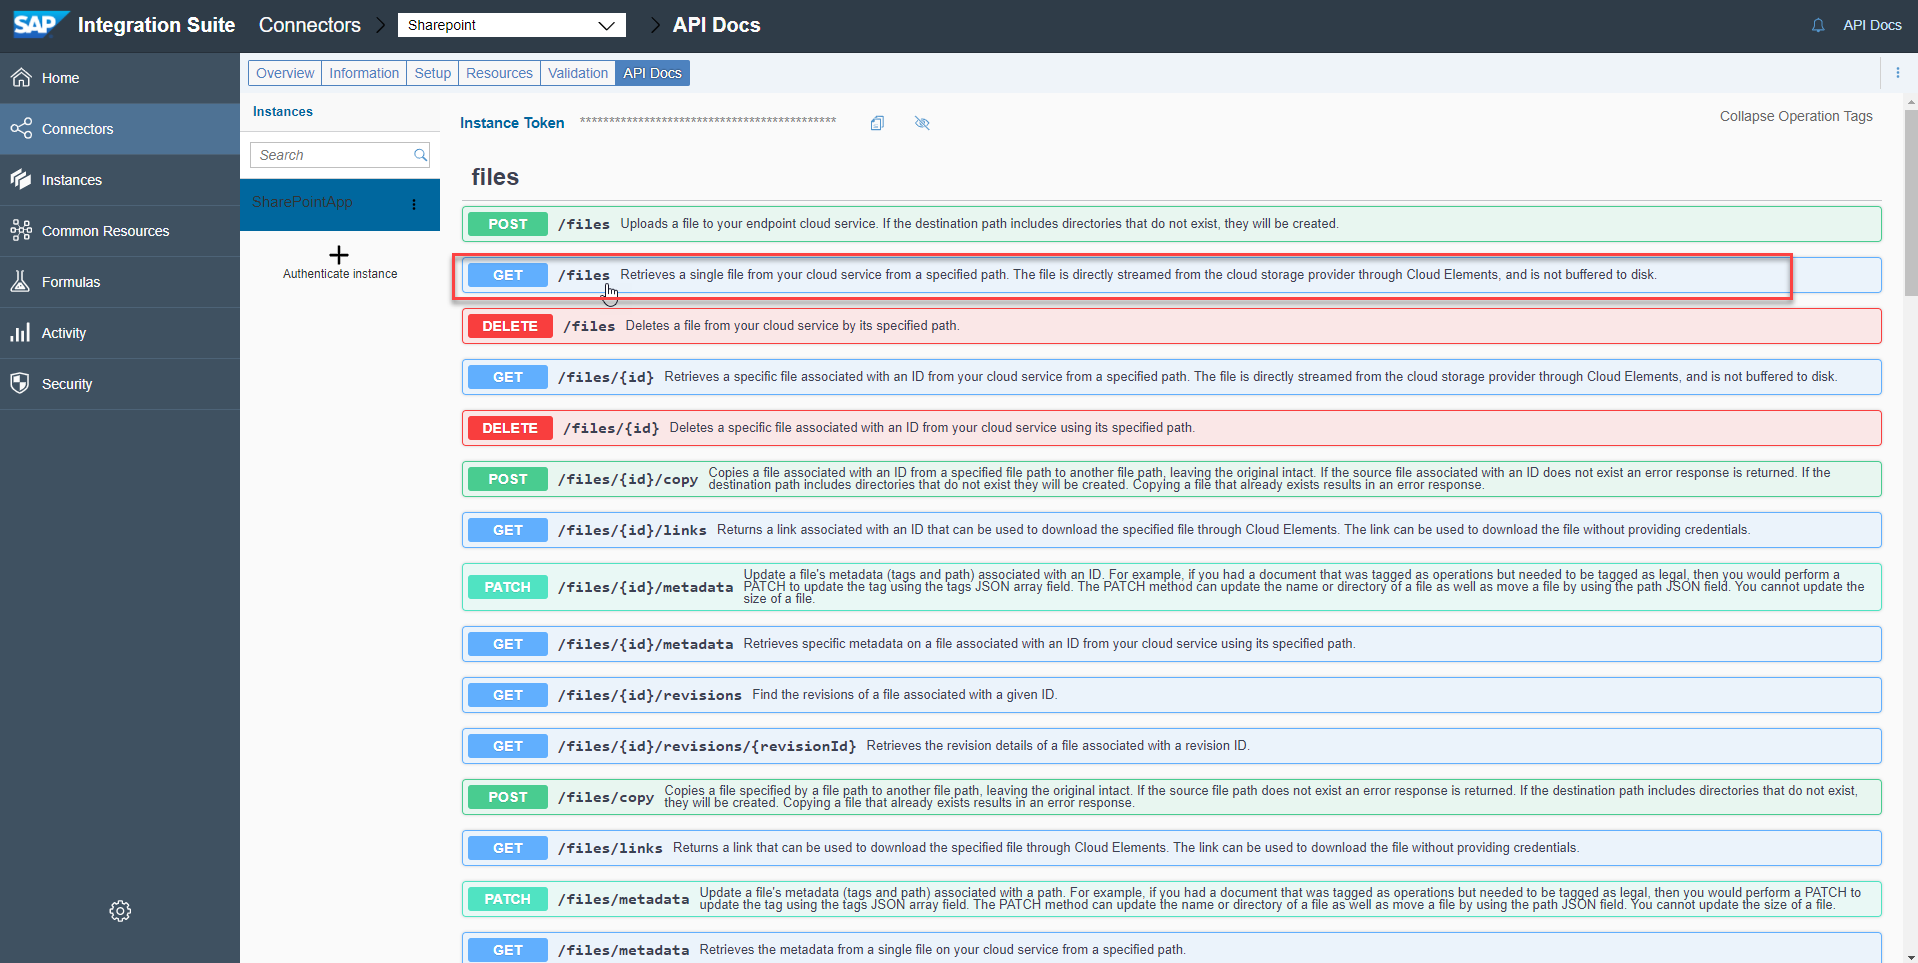 SAP Integration Suite Connectors Sharepoint API Docs API Docs
Home
Connectors
Instances
Common Resources
Formulas
Activity
Security
Overview Information Setup Resources Validation API Docs
Instances
Search
SharePointApp
Authenticate instance
Instance Token ********************************************
Collapse Operation Tags
files
POST /files Uploads a file to your endpoint cloud service. If the destination path includes directories that do not exist, they will be created.
GET /files Retrieves a single file from your cloud service from a specified path. The file is directly streamed from the cloud storage provider through Cloud Elements, and is not buffered to disk.
DELETE /files Deletes a file from your cloud service by its specified path.
GET /files/{id} Retrieves a specific file associated with an ID from your cloud service from a specified path. The file is directly streamed from the cloud storage provider through Cloud Elements, and is not buffered to disk.
DELETE /files/{id} Deletes a specific file associated with an ID from your cloud service using its specified path.
POST /files/{id}/copy Copies a file associated with an ID from a specified file path to another file path, leaving the original intact. If the source file associated with an ID does not exist an error response is returned. If the
destination path includes directories that do not exist they will be created. Copying a file that already exists results in an error response.
GET /files/{id}/links Returns a link associated with an ID that can be used to download the specified file through Cloud Elements. The link can be used to download the file without providing credentials.
PATCH /files/{id}/metadata Update a file's metadata (tags and path) associated with an ID. For example, if you had a document that was tagged as operations but needed to be tagged as legal, then you would perform a
PATCH to update the tag using the tags JSON array field. The PATCH method can update the name or directory of a file as well as move a file by using the path JSON field. You cannot update the
size of a file.
GET /files/{id}/metadata Retrieves specific metadata on a file associated with an ID from your cloud service using its specified path.
GET /files/{id}/revisions Find the revisions of a file associated with a given ID.
GET /files/{id}/revisions/{revisionId} Retrieves the revision details of a file associated with a revision ID.
POST /files/copy Copies a file specified by a file path to another file path, leaving the original intact. If the source file path does not exist an error response is returned. If the destination path includes directories that do not exist,
they will be created. Copying a file that already exists results in an error response.
GET /files/links Returns a link that can be used to download the specified file through Cloud Elements. The link can be used to download the file without providing credentials.
PATCH /files/metadata Update a file's metadata (tags and path) associated with a path. For example, if you had a document that was tagged as operations but needed to be tagged as legal, then you would perform a PATCH to
update the tag using the tags JSON array field. The PATCH method can update the name or directory of a file as well as move a file by using the path JSON field. You cannot update the size of a file.
GET /files/metadata Retrieves the metadata from a single file on your cloud service from a specified path.